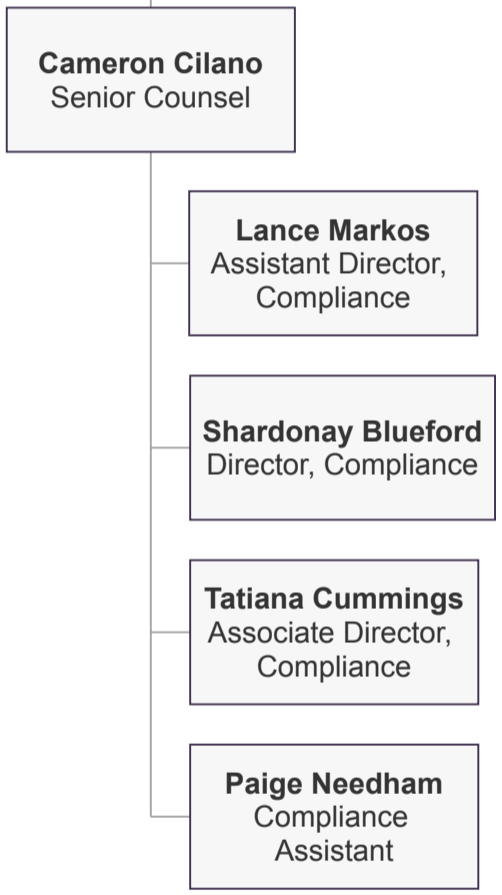 Cameron Cilano
Senior Counsel
Lance Markos
Assistant Director,
Compliance
Shardonay Blueford
Director, Compliance
Tatiana Cummings
Associate Director,
Compliance
Paige Needham
Compliance
Assistant